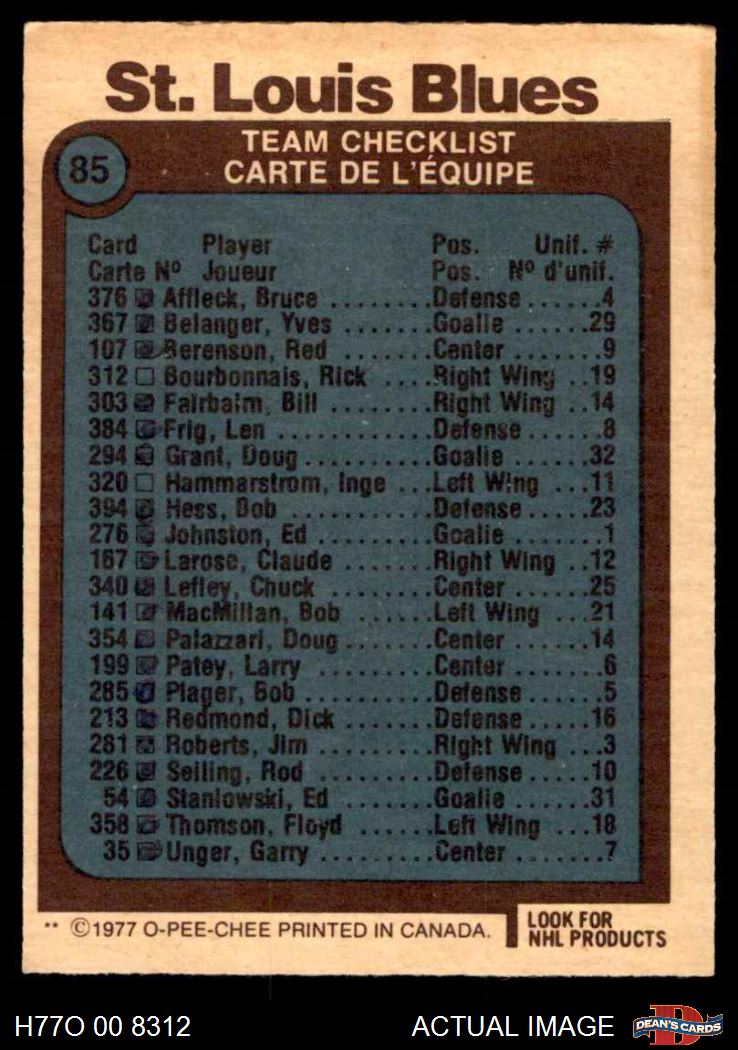 St. Louis Blues
85
TEAM CHECKLIST
CARTE DE L'ÉQUIPE
Card Player Pos. Unif. #
Carte Nº Joueur Pos. Nº d'unif.
376 Affleck, Bruce ........Defense......4
367 Belanger, Yves ......Goalie......29
107 Berenson, Red .......Center.......9
312 Bourbonnais, Rick ....Right Wing ..19
303 Fairbairn, Bill ........Right Wing ..14
384 Frig, Len ...........Defense......8
294 Grant, Doug .........Goalie......32
320 Hammarstrom, Inge ...Left Wing ...11
394 Hess, Bob ..........Defense.....23
276 Johnston, Ed ........Goalie.......1
167 Larose, Claude ......Right Wing ..12
340 Lefley, Chuck .......Center......25
141 MacMillan, Bob ......Left Wing ...21
354 Palazzari, Doug ......Center......14
199 Patey, Larry ........Center.......6
285 Plager, Bob .........Defense......5
213 Redmond, Dick ......Defense.....16
281 Roberts, Jim ........Right Wing ...3
226 Seiling, Rod ........Defense.....10
54 Staniowski, Ed ......Goalie......31
358 Thomson, Floyd ......Left Wing ...18
35 Unger, Garry ........Center.......7
** ©1977 O-PEE-CHEE PRINTED IN CANADA.
LOOK FOR
NHL PRODUCTS
H77O 00 8312
ACTUAL IMAGE
DEAN'S CARDS